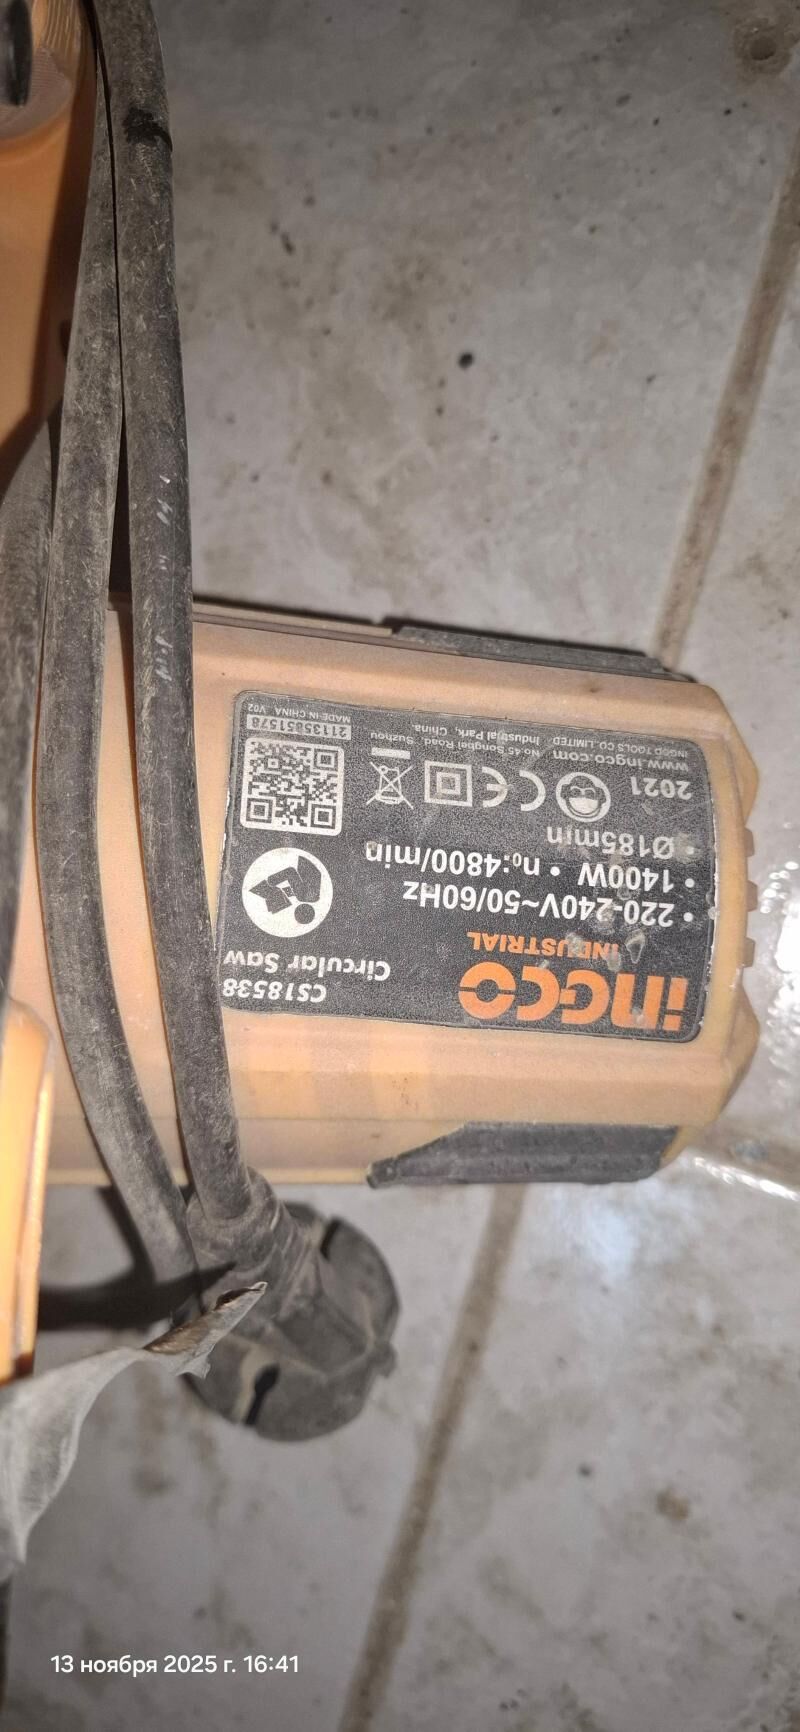 ingco
INDUSTRIAL
CS18538
Circular Saw
• 220-240V~50/60Hz
• 1400W • n₀:4800/min
• Ø185mm
2021
CE
www.ingco.com
INGCO TOOLS CO.,LIMITED
No.45 Songbei Road, Suzhou
Industrial Park, China.
21135851578
MADE IN CHINA V02
13 ноября 2025 г. 16:41